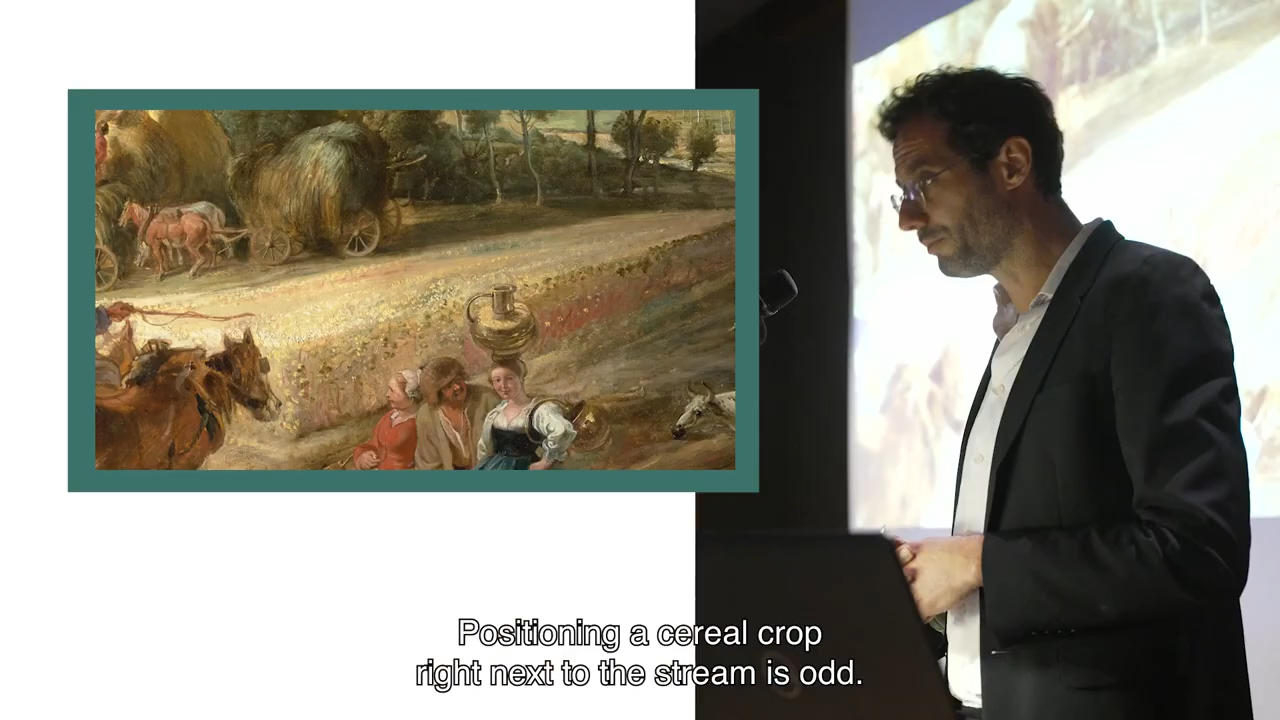 Positioning a cereal crop
right next to the stream is odd.